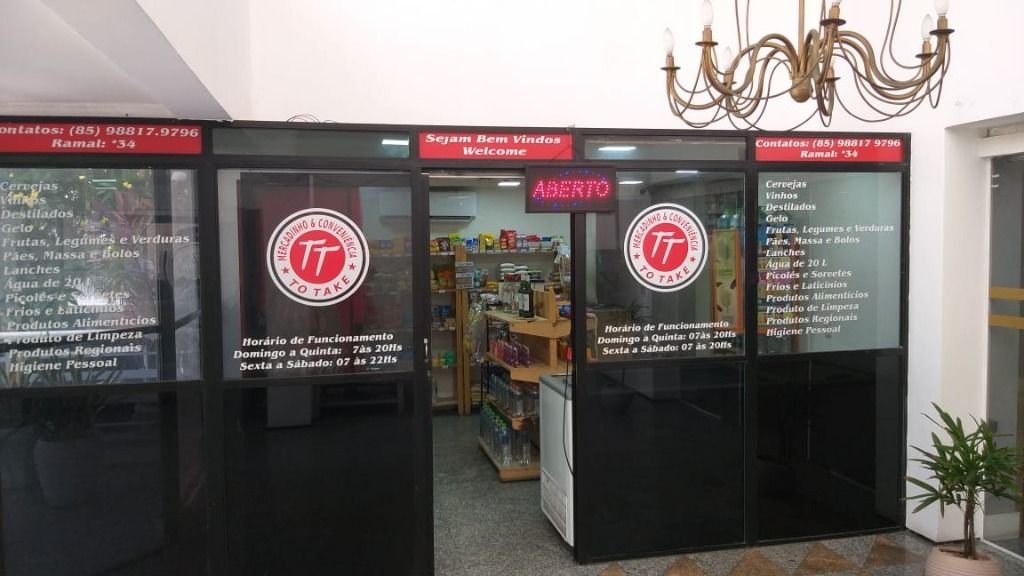 ontatos: (85) 98817.9796
Ramal: *34
Sejam Bem Vindos
Welcome
Contatos: (85) 98817 9796
Ramal: *34
ABERTO
Cervejas
Vinhos
Destilados
Gelo
Frutas, Legumes e Verduras
Pães, Massa e Bolos
Lanches
Água de 20 L
Picolés e Sorvetes
Frios e Laticínios
Produtos Alimentícios
Produto de Limpeza
Produtos Regionais
Higiene Pessoal
MERCADINHO & CONVENIÊNCIA
TT
TO TAKE
Horário de Funcionamento
Domingo a Quinta: 7às 20Hs
Sexta a Sábado: 07 às 22Hs
MERCADINHO & CONVENIÊNCIA
TT
TO TAKE
Horário de Funcionamento
Domingo a Quinta: 07às 20Hs
Sexta a Sábado: 07 às 20Hs
Cervejas
Vinhos
Destilados
Gelo
Frutas, Legumes e Verduras
Pães, Massa e Bolos
Lanches
Água de 20 L
Picolés e Sorvetes
Frios e Laticínios
Produtos Alimentícios
Produto de Limpeza
Produtos Regionais
Higiene Pessoal